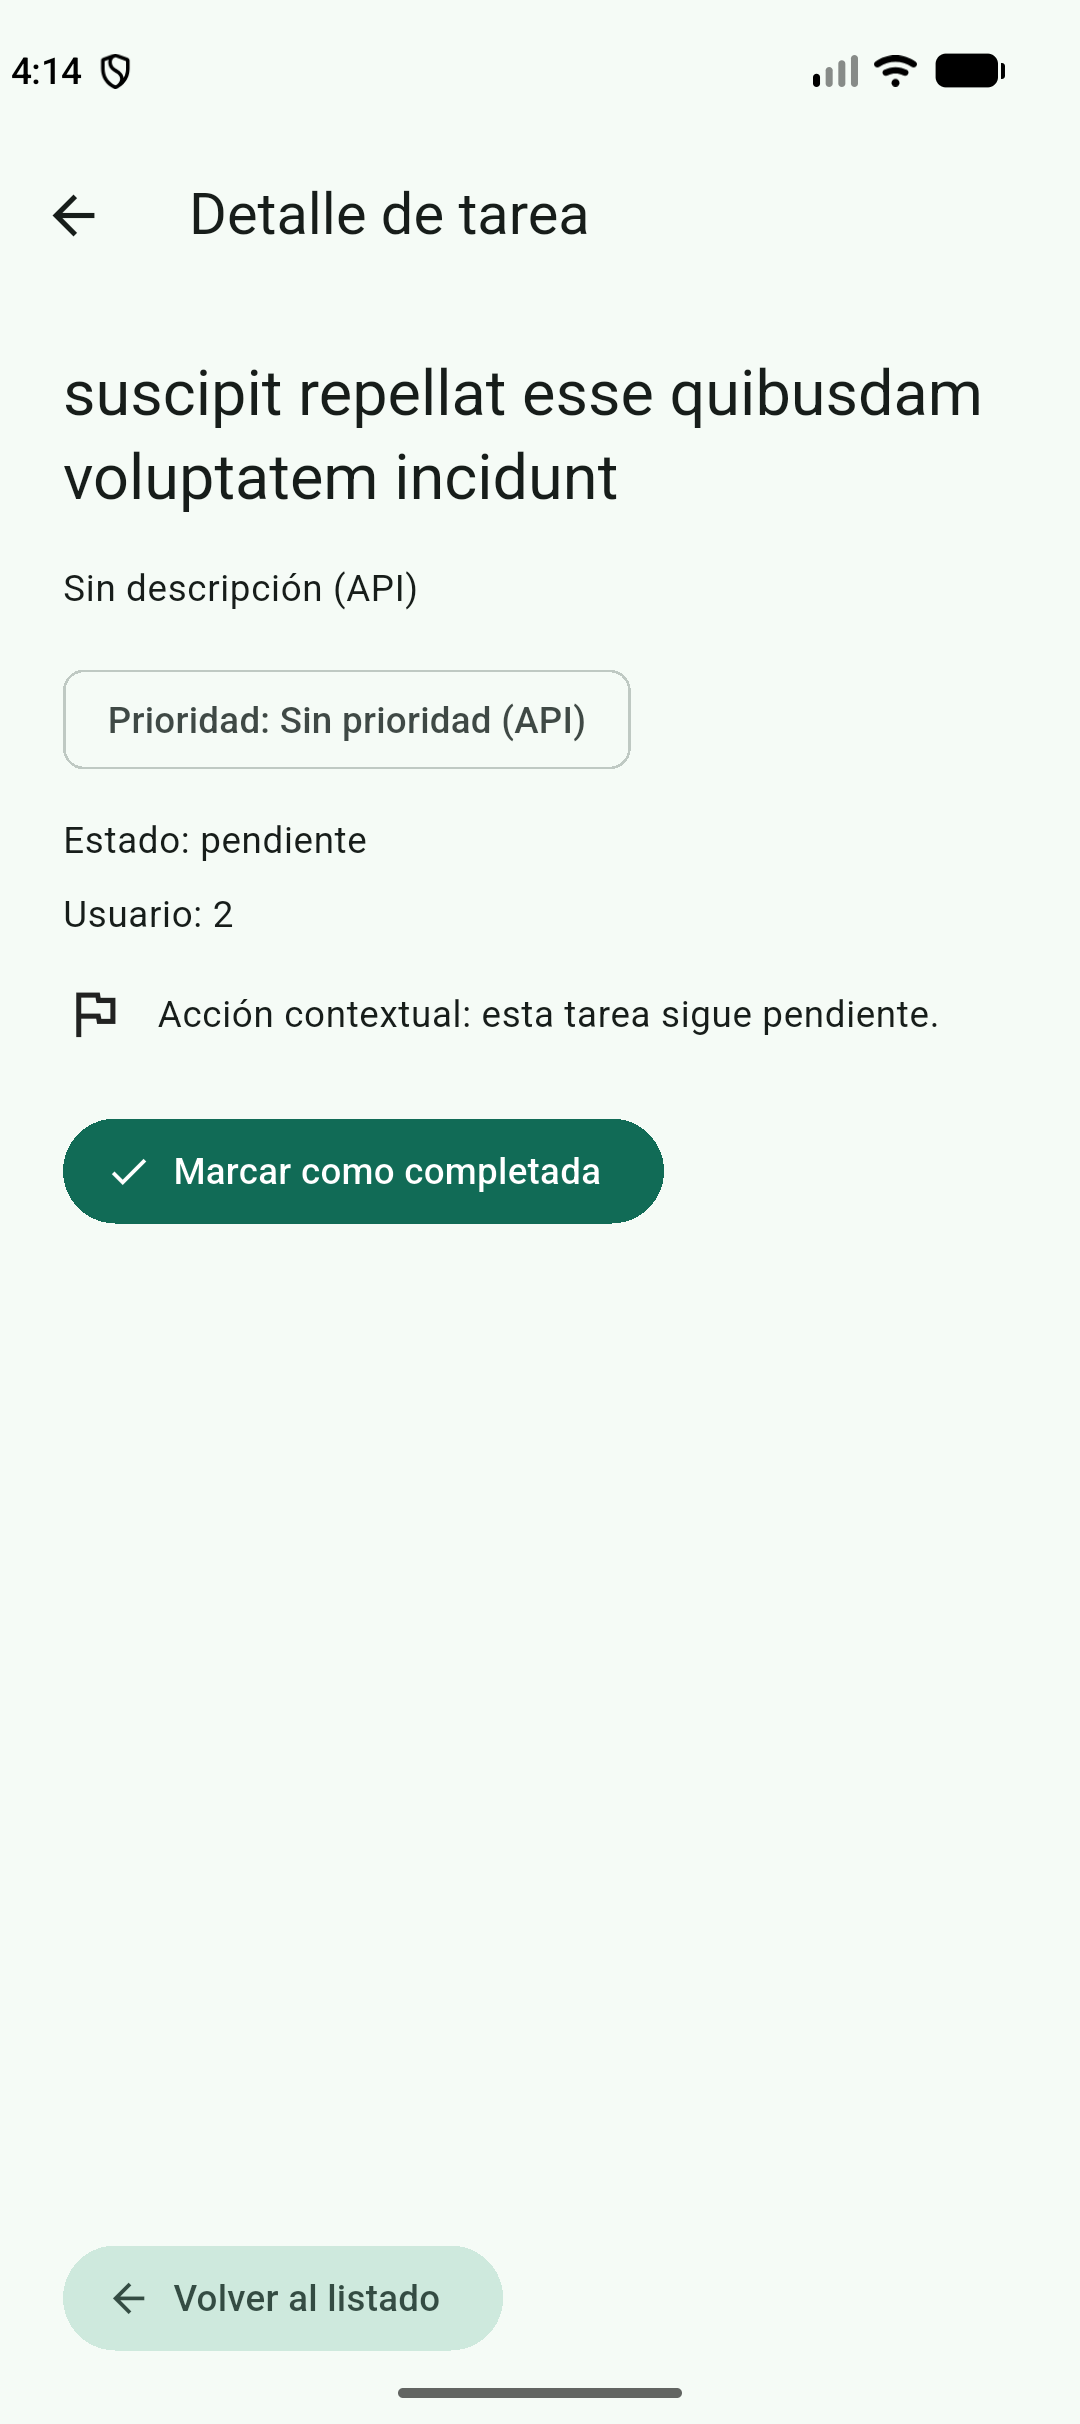 4:14
Detalle de tarea
suscipit repellat esse quibusdam
voluptatem incidunt
Sin descripción (API)
Prioridad: Sin prioridad (API)
Estado: pendiente
Usuario: 2
Acción contextual: esta tarea sigue pendiente.
Marcar como completada
Volver al listado